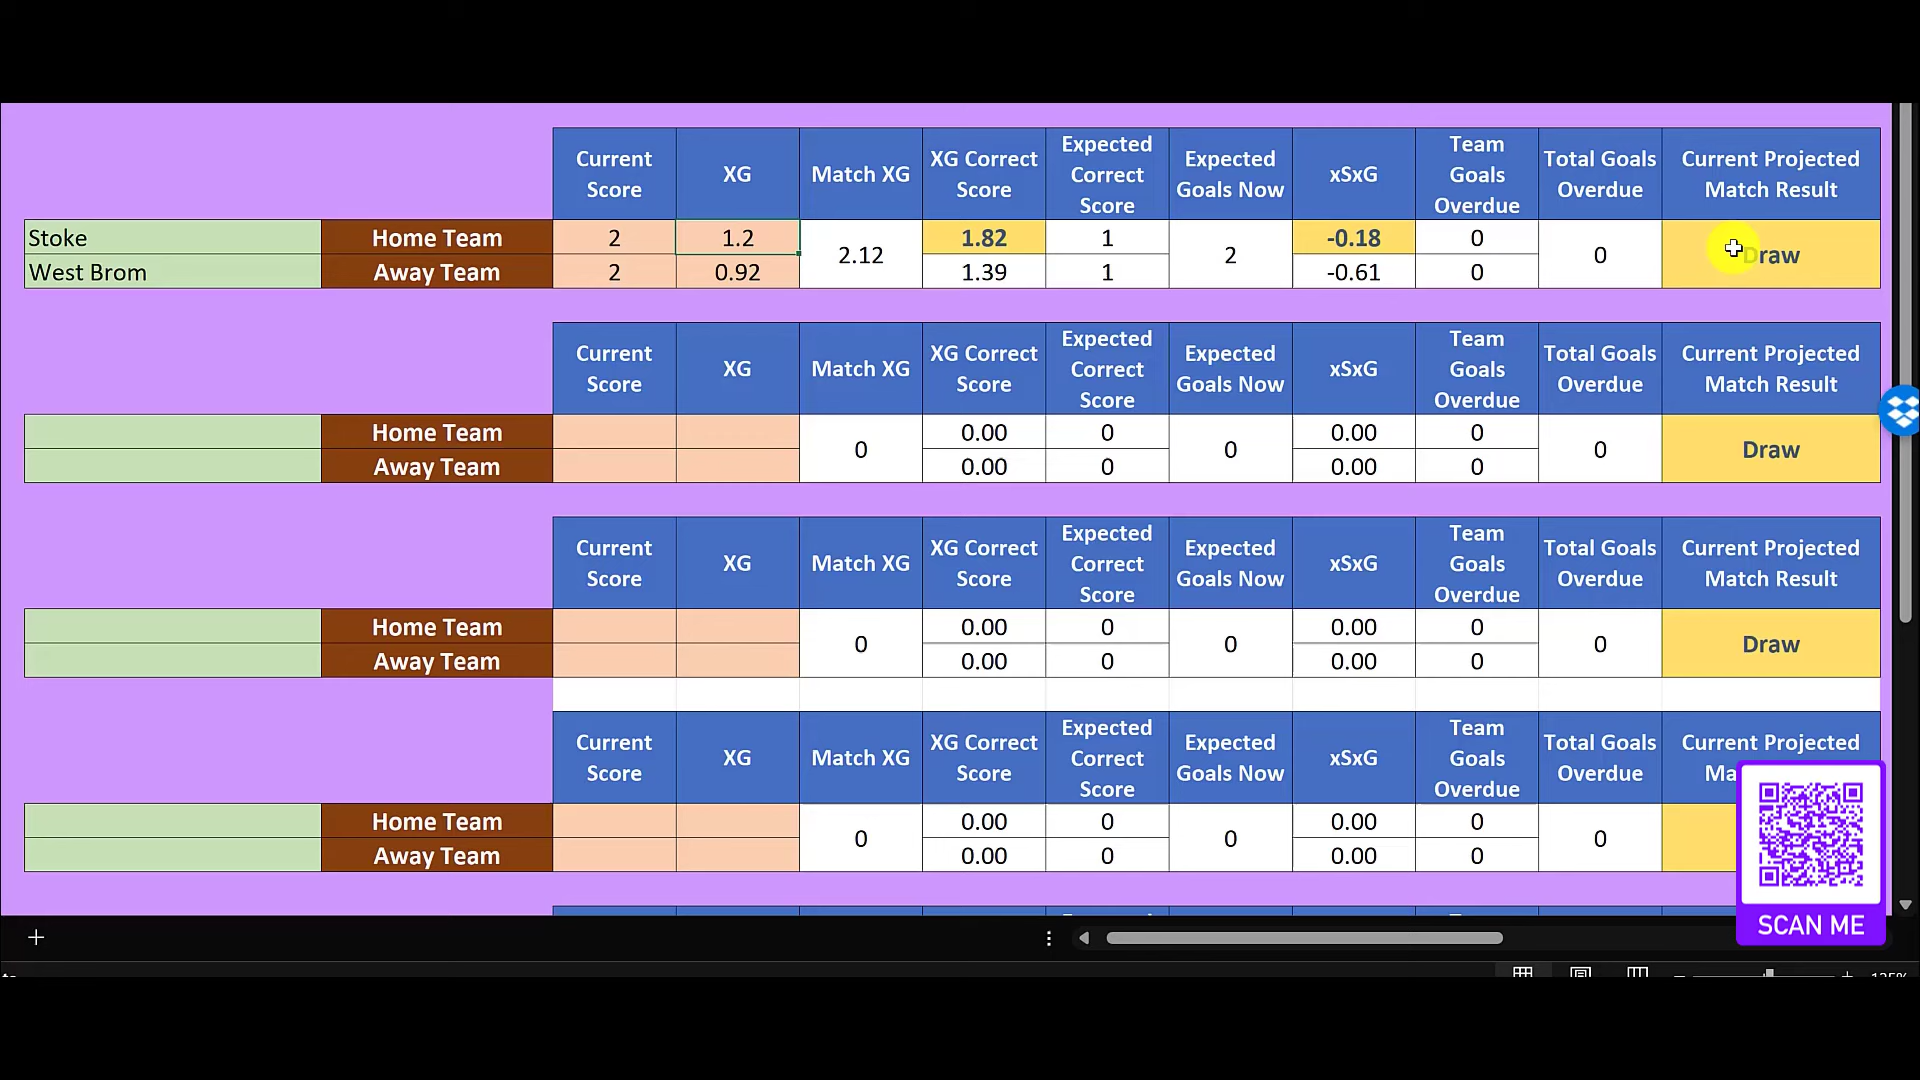 Current Score XG Match XG XG Correct Score Expected Correct Score Expected Goals Now xSxG Team Goals Overdue Total Goals Overdue Current Projected Match Result
Stoke Home Team 2 1.2 2.12 1.82 1 2 -0.18 0 0 Draw
West Brom Away Team 2 0.92 1.39 1 -0.61 0
Current Score XG Match XG XG Correct Score Expected Correct Score Expected Goals Now xSxG Team Goals Overdue Total Goals Overdue Current Projected Match Result
Home Team 0 0.00 0 0 0.00 0 0 Draw
Away Team 0.00 0 0.00 0
Current Score XG Match XG XG Correct Score Expected Correct Score Expected Goals Now xSxG Team Goals Overdue Total Goals Overdue Current Projected Match Result
Home Team 0 0.00 0 0 0.00 0 0 Draw
Away Team 0.00 0 0.00 0
Current Score XG Match XG XG Correct Score Expected Correct Score Expected Goals Now xSxG Team Goals Overdue Total Goals Overdue Current Projected
Home Team 0 0.00 0 0 0.00 0 0
Away Team 0.00 0 0.00 0
SCAN ME